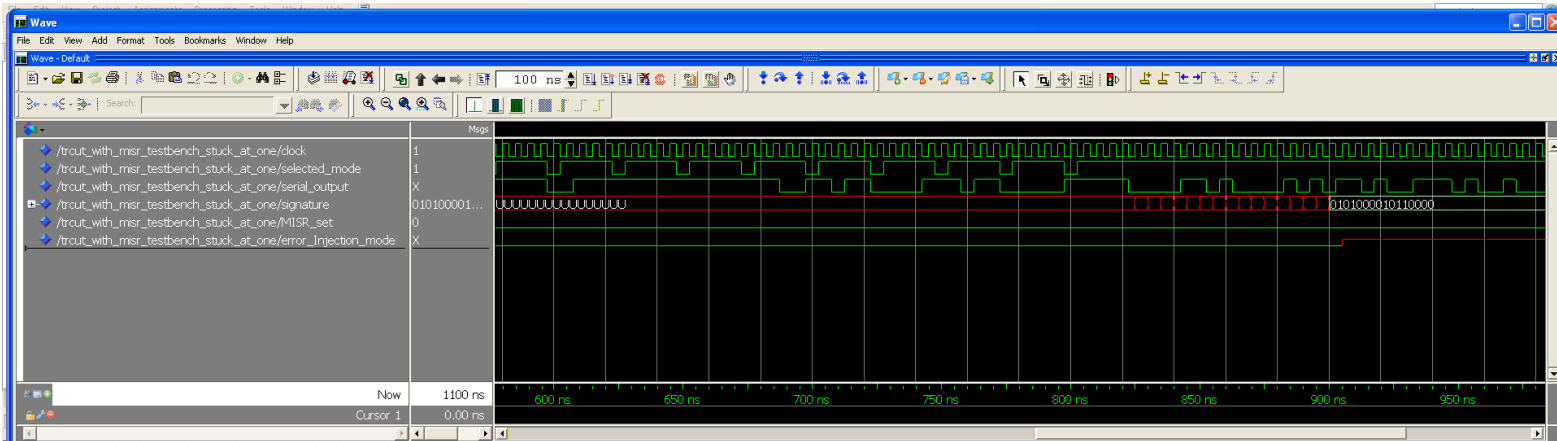 Wave
File Edit View Add Format Tools Bookmarks Window Help
Wave - Default
100 ns
Search:
Msgs
/trcut_with_misr_testbench_stuck_at_one/clock 1
/trcut_with_misr_testbench_stuck_at_one/selected_mode 1
/trcut_with_misr_testbench_stuck_at_one/serial_output X
/trcut_with_misr_testbench_stuck_at_one/signature 010100001... UUUUUUUUUUUUUUUU 0101000010110000
/trcut_with_misr_testbench_stuck_at_one/MISR_set 0
/trcut_with_misr_testbench_stuck_at_one/error_Injection_mode X
Now 1100 ns 600 ns 650 ns 700 ns 750 ns 800 ns 850 ns 900 ns 950 ns
Cursor 1 0.00 ns